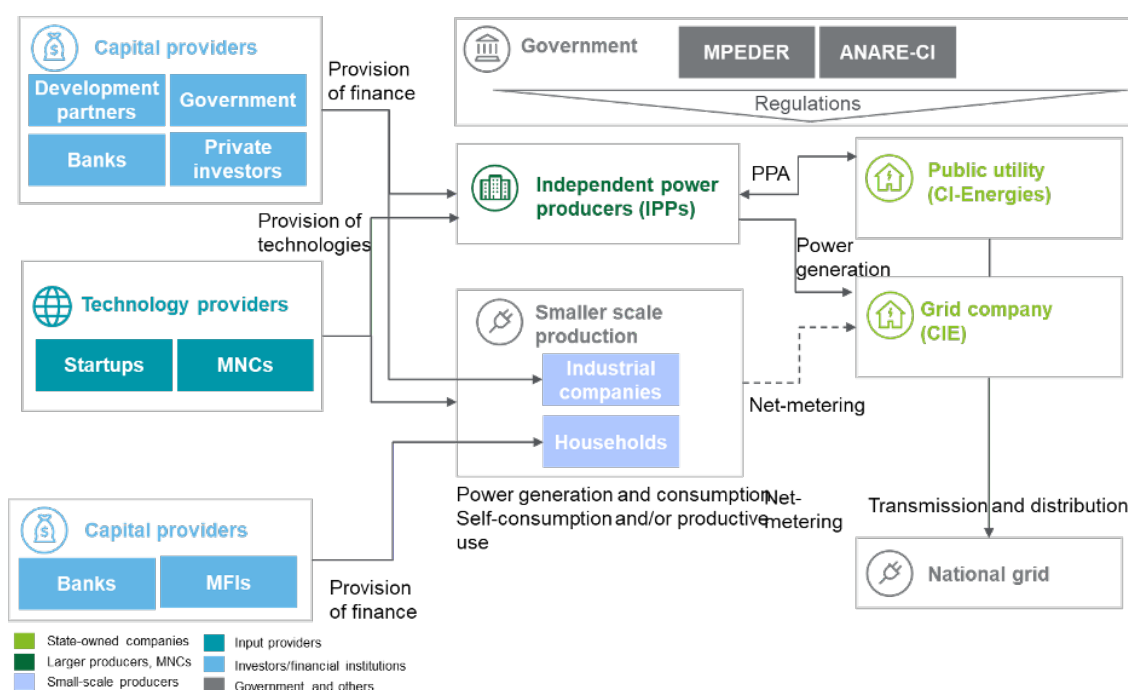 Capital providers
Development
partners
Government
Banks
Private
investors
Provision
of finance
Government
MPEDER
ANARE-CI
Regulations
Independent power
producers (IPPs)
PPA
Public utility
(CI-Energies)
Provision of
technologies
Power
generation
Technology providers
Startups
MNCs
Smaller scale
production
Industrial
companies
Households
Grid company
(CIE)
Net-metering
Power generation and consumption
Self-consumption and/or productive
use
Net-
metering
Transmission and distribution
Capital providers
Banks
MFIs
Provision
of finance
National grid
State-owned companies
Larger producers, MNCs
Small-scale producers
Input providers
Investors/financial institutions
Government and others